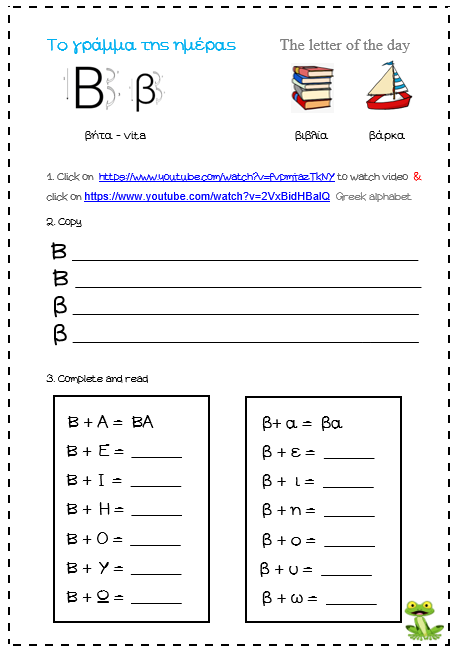 Το γράμμα της ημέρας The letter of the day
Β β
βήτα - vita βιβλία βάρκα
1. Click on https://www.youtube.com/watch?v=fvpmjazTkNY to watch video &
click on https://www.youtube.com/watch?v=2VxBidHBaIQ Greek alphabet
2. Copy
Β
Β
β
β
3. Complete and read
Β + Α = ΒΑ
Β + Ε =
Β + Ι =
Β + Η =
Β + Ο =
Β + Υ =
Β + Ω =
β+ α = βα
β + ε =
β + ι =
β + η =
β + ο =
β + υ =
β + ω =